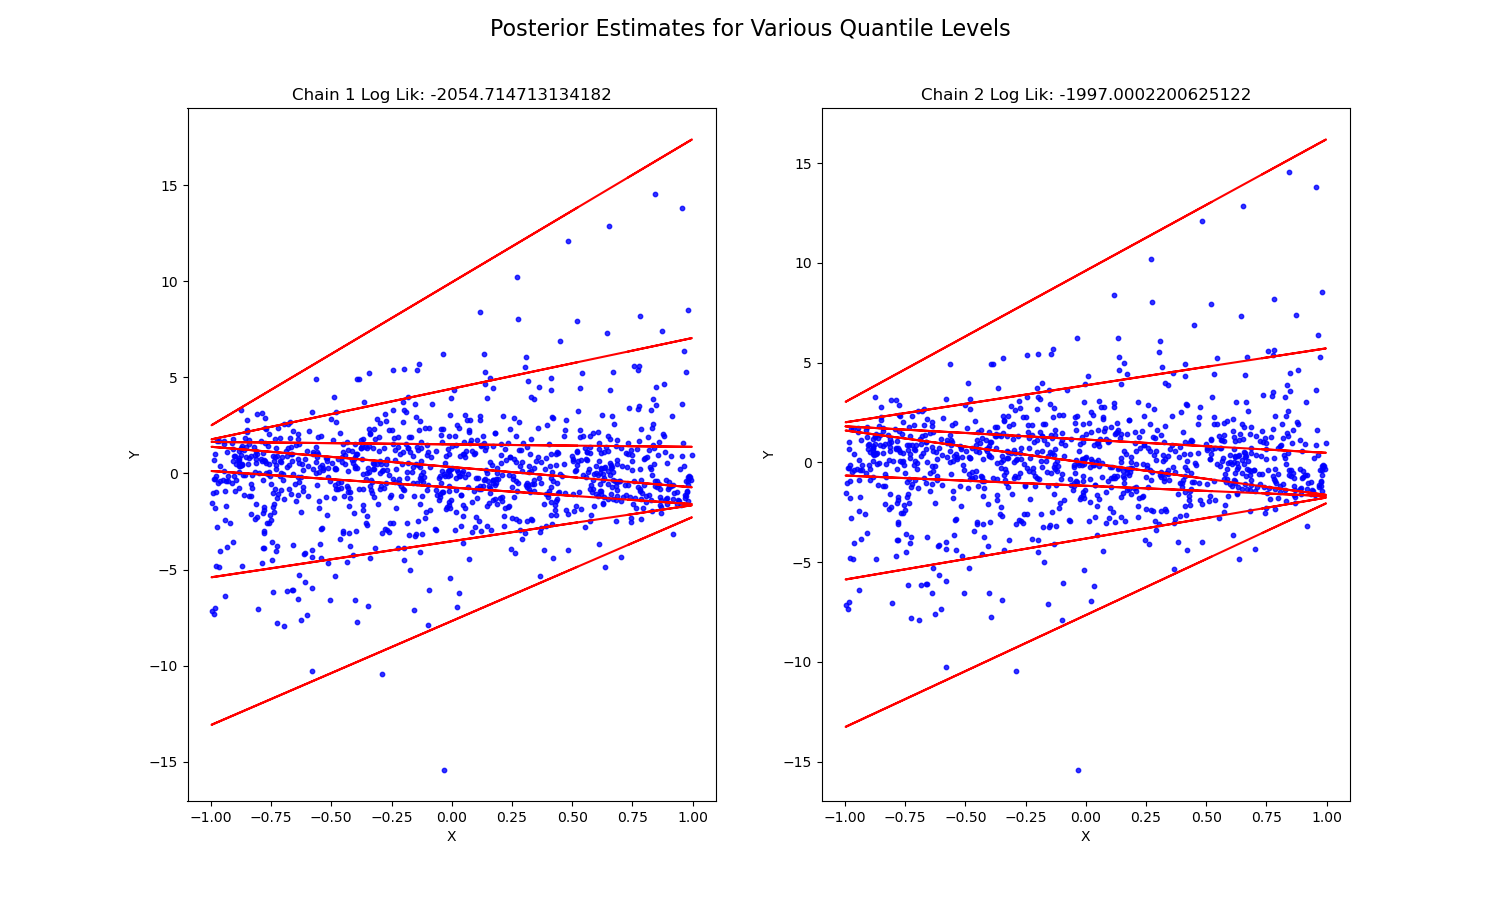 Posterior Estimates for Various Quantile Levels
Chain 1 Log Lik: -2054.714713134182
15
10
5
0
−5
−10
−15
Y
−1.00 −0.75 −0.50 −0.25 0.00 0.25 0.50 0.75 1.00
X
Chain 2 Log Lik: -1997.0002200625122
15
10
5
0
−5
−10
−15
Y
−1.00 −0.75 −0.50 −0.25 0.00 0.25 0.50 0.75 1.00
X